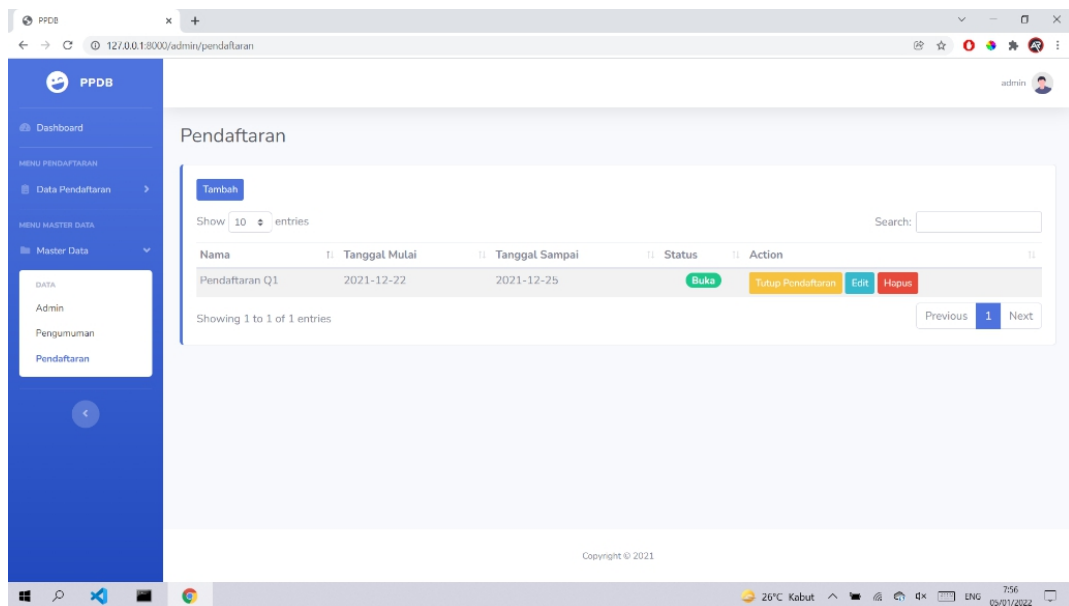 PPDB
127.0.0.1:8000/admin/pendaftaran
PPDB
admin
Dashboard
MENU PENDAFTARAN
Data Pendaftaran
MENU MASTER DATA
Master Data
DATA
Admin
Pengumuman
Pendaftaran
Pendaftaran
Tambah
Show 10 entries
Search:
Nama Tanggal Mulai Tanggal Sampai Status Action
Pendaftaran Q1 2021-12-22 2021-12-25 Buka Tutup Pendaftaran Edit Hapus
Showing 1 to 1 of 1 entries
Previous 1 Next
Copyright © 2021
26°C Kabut ENG 7:56
05/01/2022